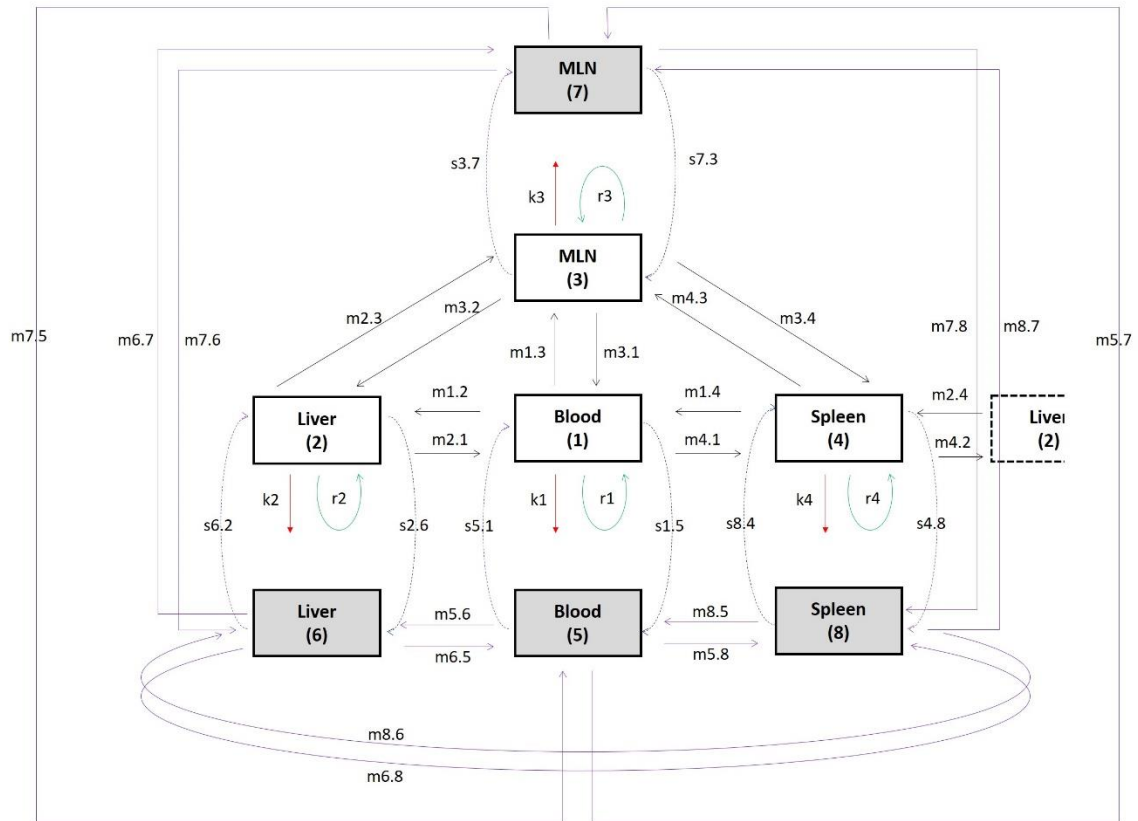 MLN
(7)
s3.7
s7.3
k3
r3
MLN
(3)
m2.3
m3.2
m4.3
m3.4
m7.5
m6.7
m7.6
m1.3
m3.1
m7.8
m8.7
m5.7
m1.2
m1.4
m2.4
Liver
(2)
Blood
(1)
Spleen
(4)
Liver
(2)
m2.1
m4.1
m4.2
k2
r2
k1
r1
k4
r4
s6.2
s2.6
s5.1
s1.5
s8.4
s4.8
Liver
(6)
m5.6
Blood
(5)
m8.5
Spleen
(8)
m6.5
m5.8
m8.6
m6.8